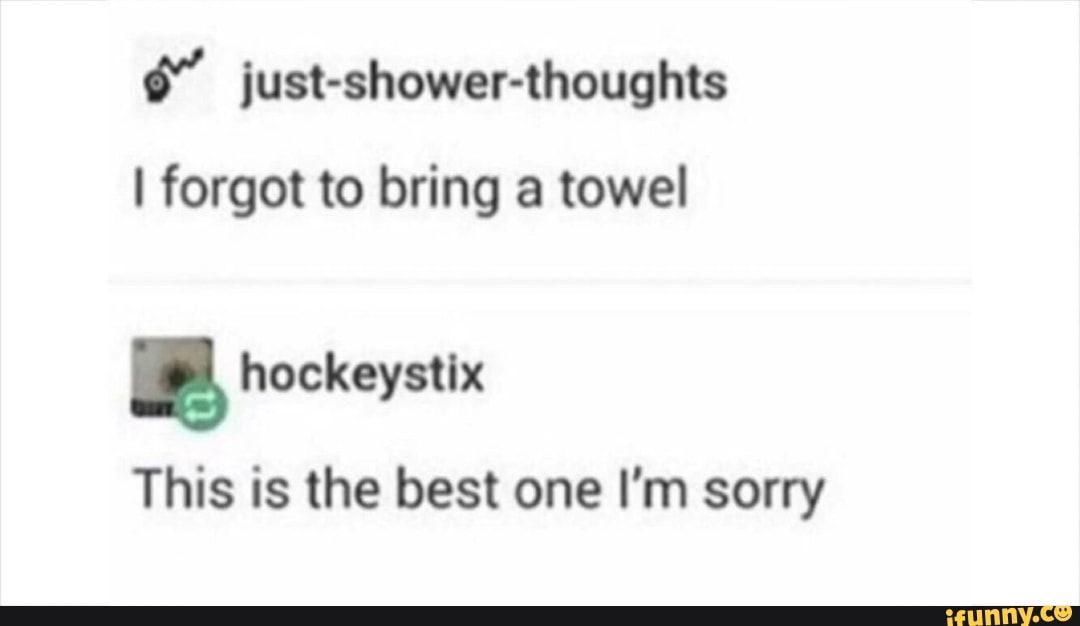 just-shower-thoughts
I forgot to bring a towel
hockeystix
This is the best one I'm sorry
ifunny.co